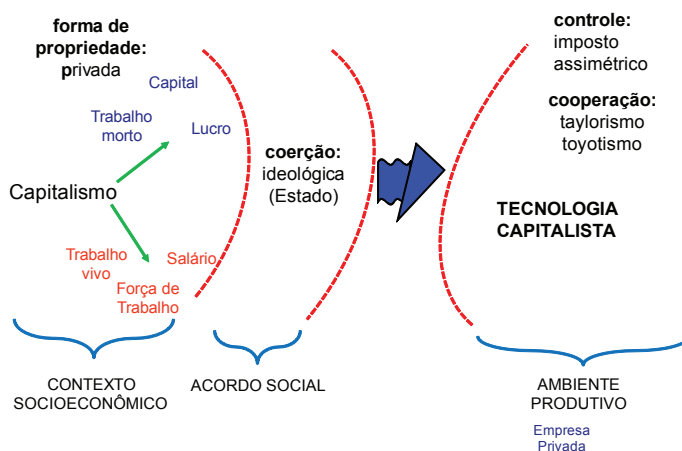 forma de
propriedade:
privada
Capital
Trabalho
morto
Lucro
Capitalismo
Trabalho
vivo
Salário
Força de
Trabalho
coerção:
ideológica
(Estado)
controle:
imposto
assimétrico
cooperação:
taylorismo
toyotismo
TECNOLOGIA
CAPITALISTA
CONTEXTO
SOCIOECONÔMICO
ACORDO SOCIAL
AMBIENTE
PRODUTIVO
Empresa
Privada